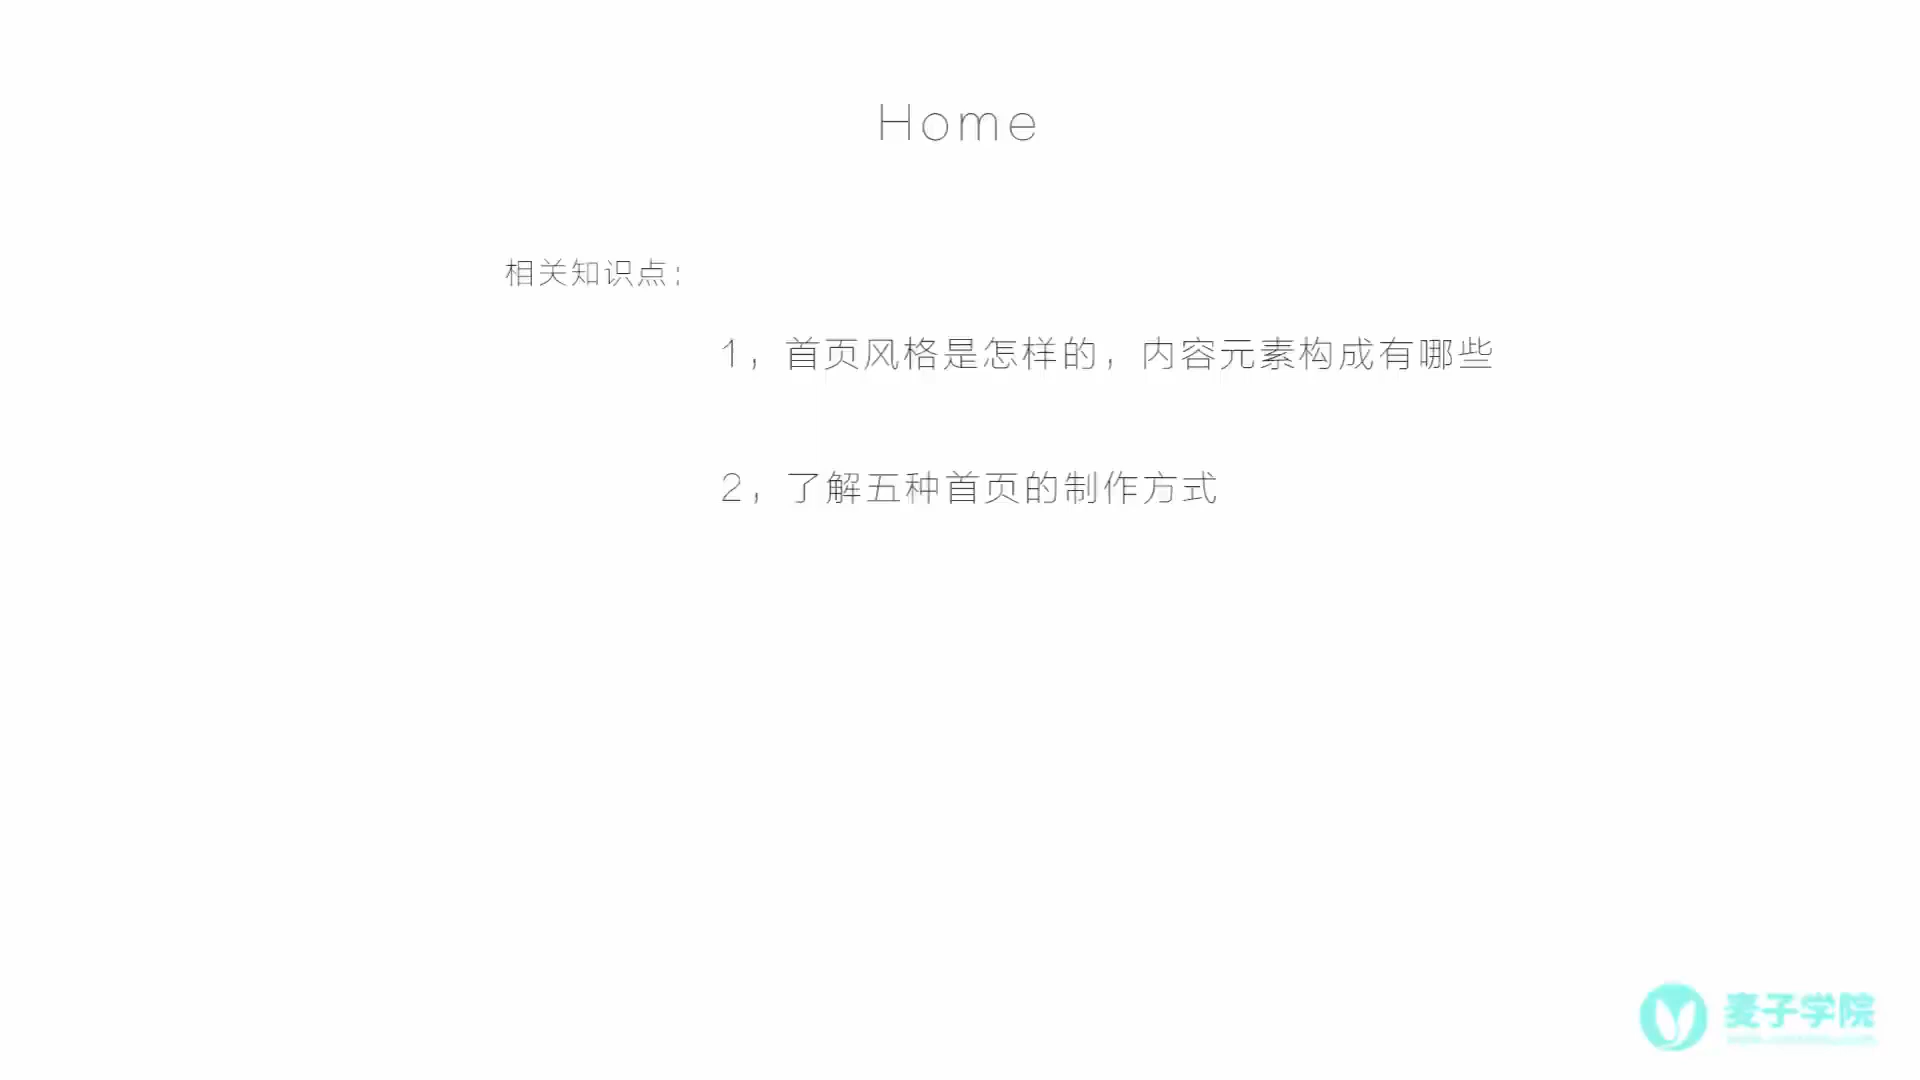 Home
相关知识点：
1，首页风格是怎样的，内容元素构成有哪些
2，了解五种首页的制作方式
麦子学院